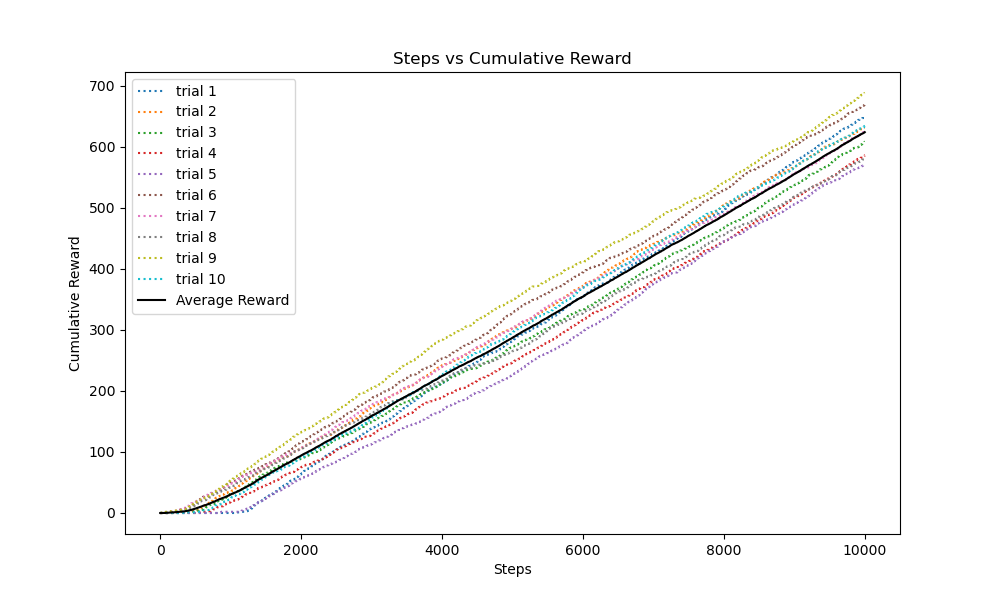 Steps vs Cumulative Reward
700
600
500
400
300
200
100
0
Cumulative Reward
trial 1
trial 2
trial 3
trial 4
trial 5
trial 6
trial 7
trial 8
trial 9
trial 10
Average Reward
0 2000 4000 6000 8000 10000
Steps